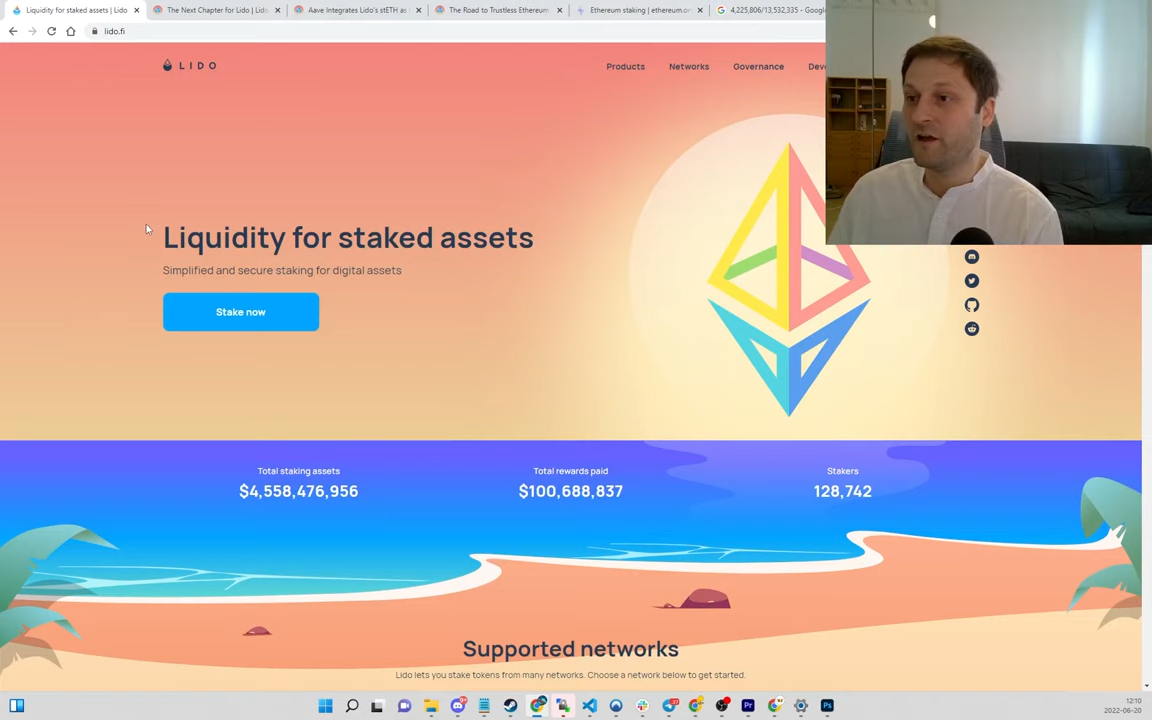 Liquidity for staked assets | Lido
The Next Chapter for Lido | Lido
Aave Integrates Lido's stETH as
The Road to Trustless Ethereum
Ethereum staking | ethereum.or
4,225,806/13,532,335 - Googl
lido.fi
LIDO
Products
Networks
Governance
Liquidity for staked assets
Simplified and secure staking for digital assets
Stake now
Total staking assets
$4,558,476,956
Total rewards paid
$100,688,837
Stakers
128,742
Supported networks
Lido lets you stake tokens from many networks. Choose a network below to get started.
12:10
2022-06-20